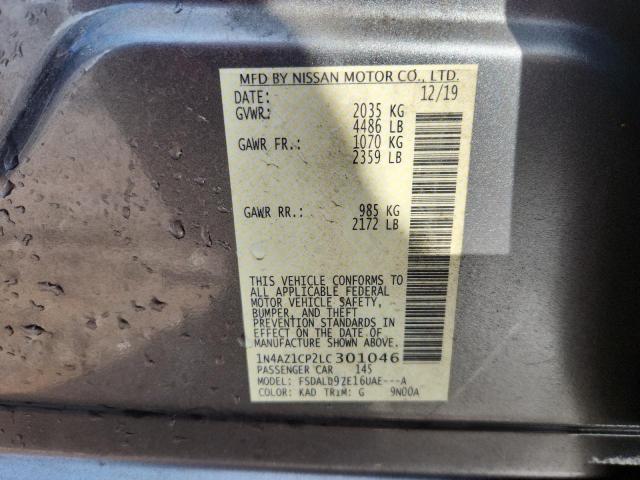 MFD BY NISSAN MOTOR CO., LTD.
DATE: 12/19
GVWR: 2035 KG
4486 LB
GAWR FR.: 1070 KG
2359 LB
GAWR RR.: 985 KG
2172 LB
THIS VEHICLE CONFORMS TO
ALL APPLICABLE FEDERAL
MOTOR VEHICLE SAFETY,
BUMPER, AND THEFT
PREVENTION STANDARDS IN
EFFECT ON THE DATE OF
MANUFACTURE SHOWN ABOVE.
1N4AZ1CP2LC301046
PASSENGER CAR 145
MODEL: FSDALD9ZE16UAE---A
COLOR: KAD TRIM: G 9N00A